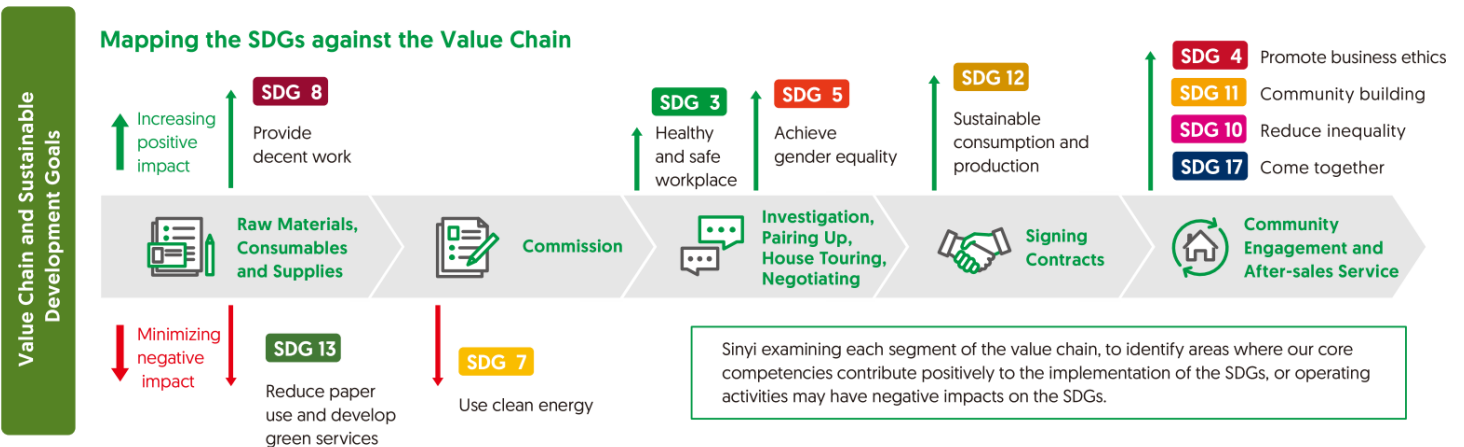 Value Chain and Sustainable
Development Goals
Mapping the SDGs against the Value Chain
Increasing
positive
impact
SDG 8
Provide
decent work
SDG 3
Healthy
and safe
workplace
SDG 5
Achieve
gender equality
SDG 12
Sustainable
consumption and
production
SDG 4 Promote business ethics
SDG 11 Community building
SDG 10 Reduce inequality
SDG 17 Come together
Raw Materials,
Consumables
and Supplies
Commission
Investigation,
Pairing Up,
House Touring,
Negotiating
Signing
Contracts
Community
Engagement and
After-sales Service
Minimizing
negative
impact
SDG 13
Reduce paper
use and develop
green services
SDG 7
Use clean energy
Sinyi examining each segment of the value chain, to identify areas where our core
competencies contribute positively to the implementation of the SDGs, or operating
activities may have negative impacts on the SDGs.